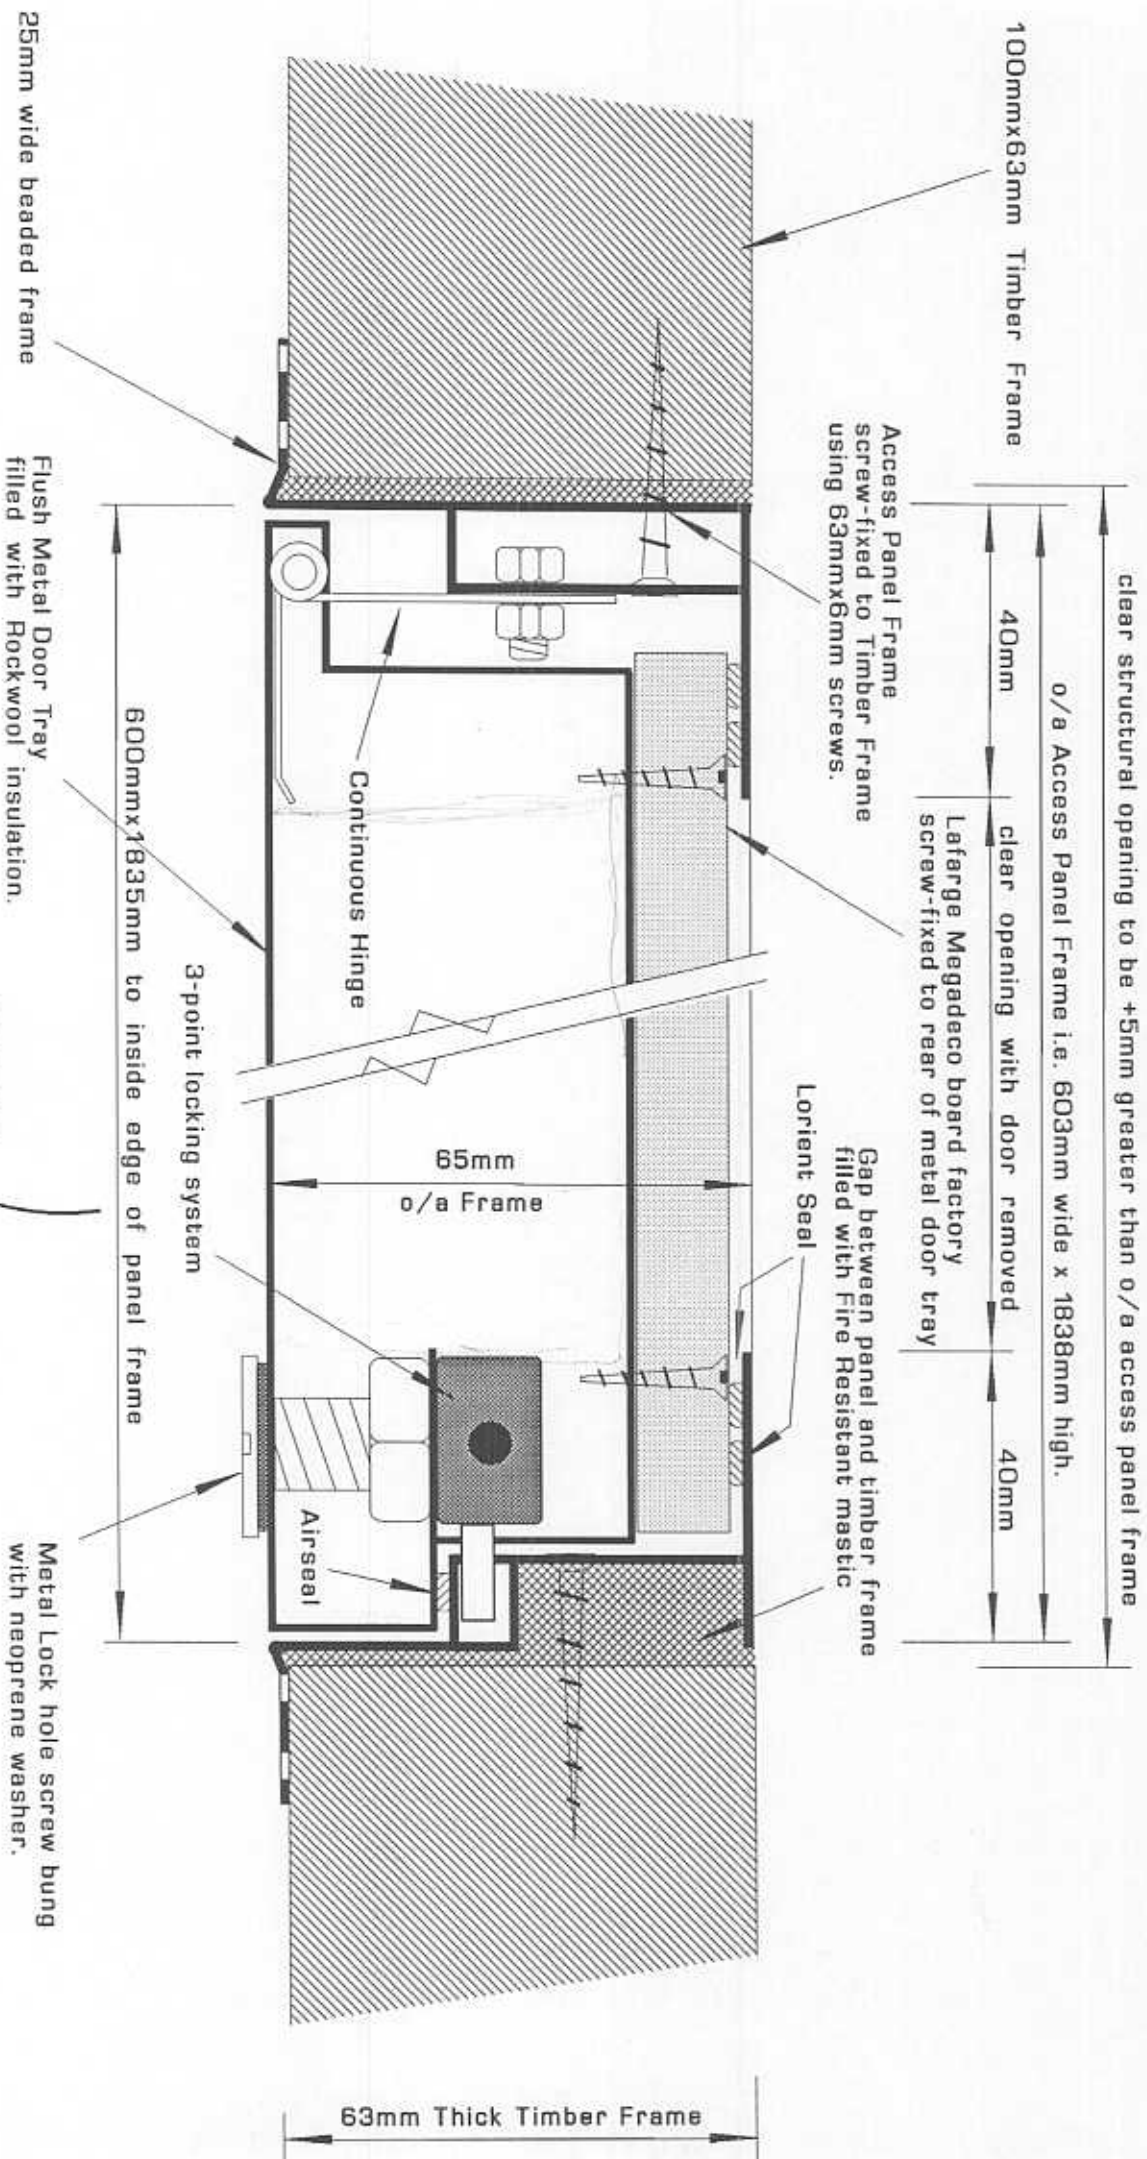 clear structural opening to be +5mm greater than o/a access panel frame
o/a Access Panel Frame i.e. 603mm wide x 1838mm high.
100mmx63mm Timber Frame
40mm
clear opening with door removed
40mm
Lafarge Megadeco board factory
screw-fixed to rear of metal door tray
Access Panel Frame
screw-fixed to Timber Frame
using 63mmx6mm screws.
Gap between panel and timber frame
filled with Fire Resistant mastic
Lorient Seal
65mm
o/a Frame
63mm Thick Timber Frame
Continuous Hinge
Airseal
3-point locking system
600mmx1835mm to inside edge of panel frame
25mm wide beaded frame
Flush Metal Door Tray
filled with Rockwool insulation.
Metal Lock hole screw bung
with neoprene washer.